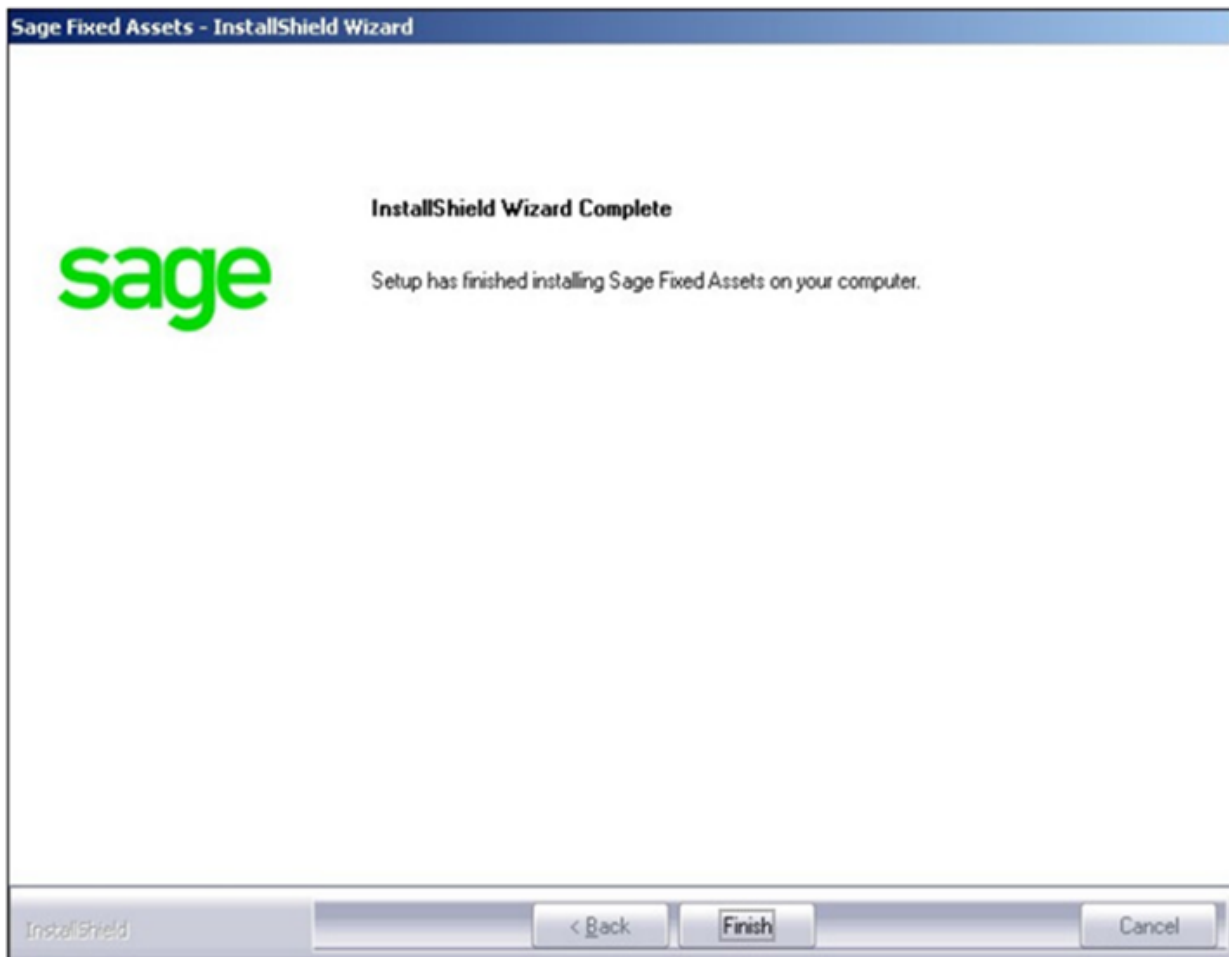 Sage Fixed Assets - InstallShield Wizard
InstallShield Wizard Complete
sage
Setup has finished installing Sage Fixed Assets on your computer.
InstallShield
< Back
Finish
Cancel